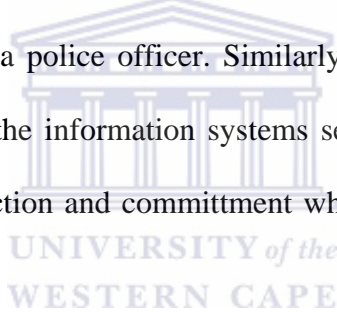 a police officer. Similarly
the information systems se
ction and committment wh
UNIVERSITY of the
WESTERN CAPE